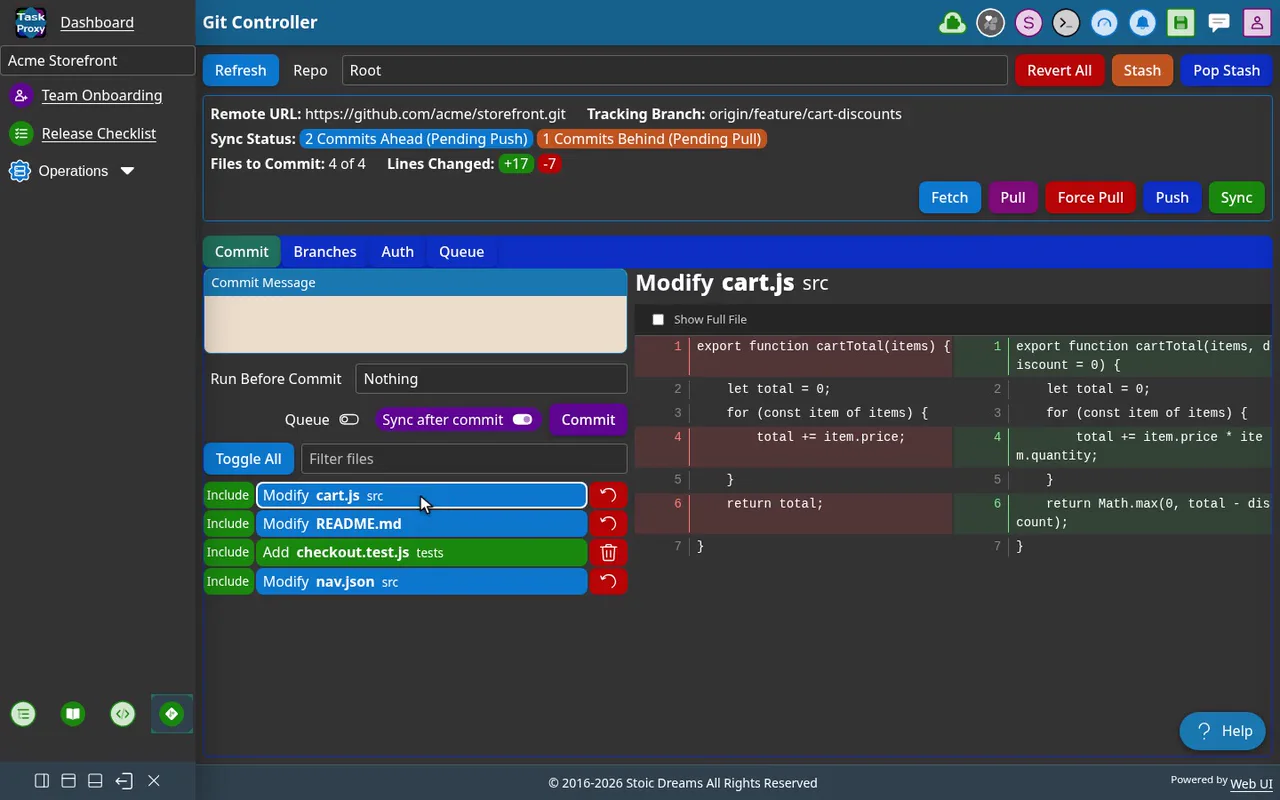 Task Proxy
Dashboard
Git Controller
S
Acme Storefront
Team Onboarding
Release Checklist
Operations
Refresh
Repo
Root
Revert All
Stash
Pop Stash
Remote URL: https://github.com/acme/storefront.git Tracking Branch: origin/feature/cart-discounts
Sync Status: 2 Commits Ahead (Pending Push) 1 Commits Behind (Pending Pull)
Files to Commit: 4 of 4 Lines Changed: +17 -7
Fetch
Pull
Force Pull
Push
Sync
Commit
Branches
Auth
Queue
Commit Message
Run Before Commit
Nothing
Queue
Sync after commit
Commit
Toggle All
Filter files
Include Modify cart.js src
Include Modify README.md
Include Add checkout.test.js tests
Include Modify nav.json src
Modify cart.js src
Show Full File
1 export function cartTotal(items) {
2 let total = 0;
3 for (const item of items) {
4 total += item.price;
5 }
6 return total;
7 }
1 export function cartTotal(items, d
iscount = 0) {
2 let total = 0;
3 for (const item of items) {
4 total += item.price * ite
m.quantity;
5 }
6 return Math.max(0, total - dis
count);
7 }
? Help
© 2016-2026 Stoic Dreams All Rights Reserved
Powered by Web UI